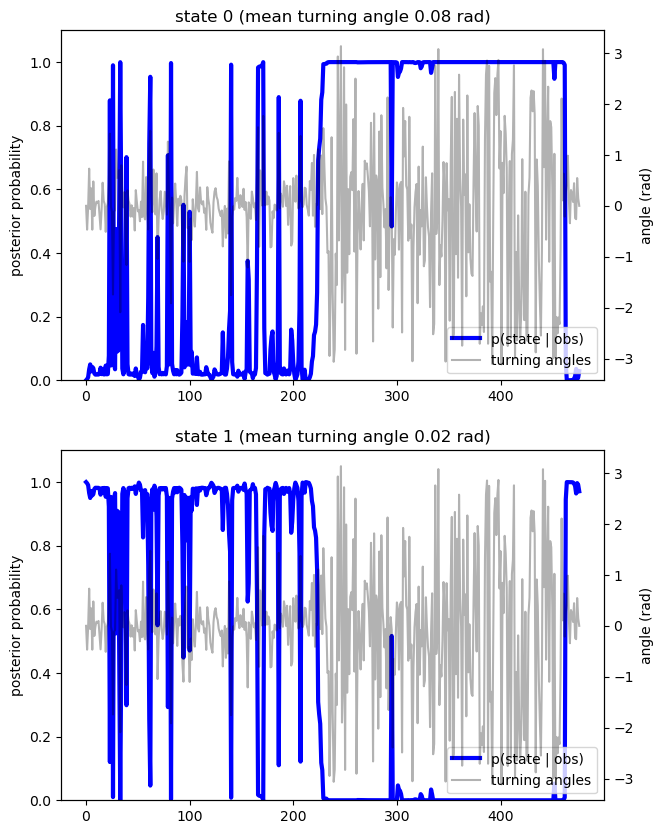 state 0 (mean turning angle 0.08 rad)
1.0
0.8
0.6
0.4
0.2
0.0
posterior probability
3
2
1
0
−1
−2
−3
angle (rad)
p(state | obs)
turning angles
0 100 200 300 400
state 1 (mean turning angle 0.02 rad)
1.0
0.8
0.6
0.4
0.2
0.0
posterior probability
3
2
1
0
−1
−2
−3
angle (rad)
p(state | obs)
turning angles
0 100 200 300 400